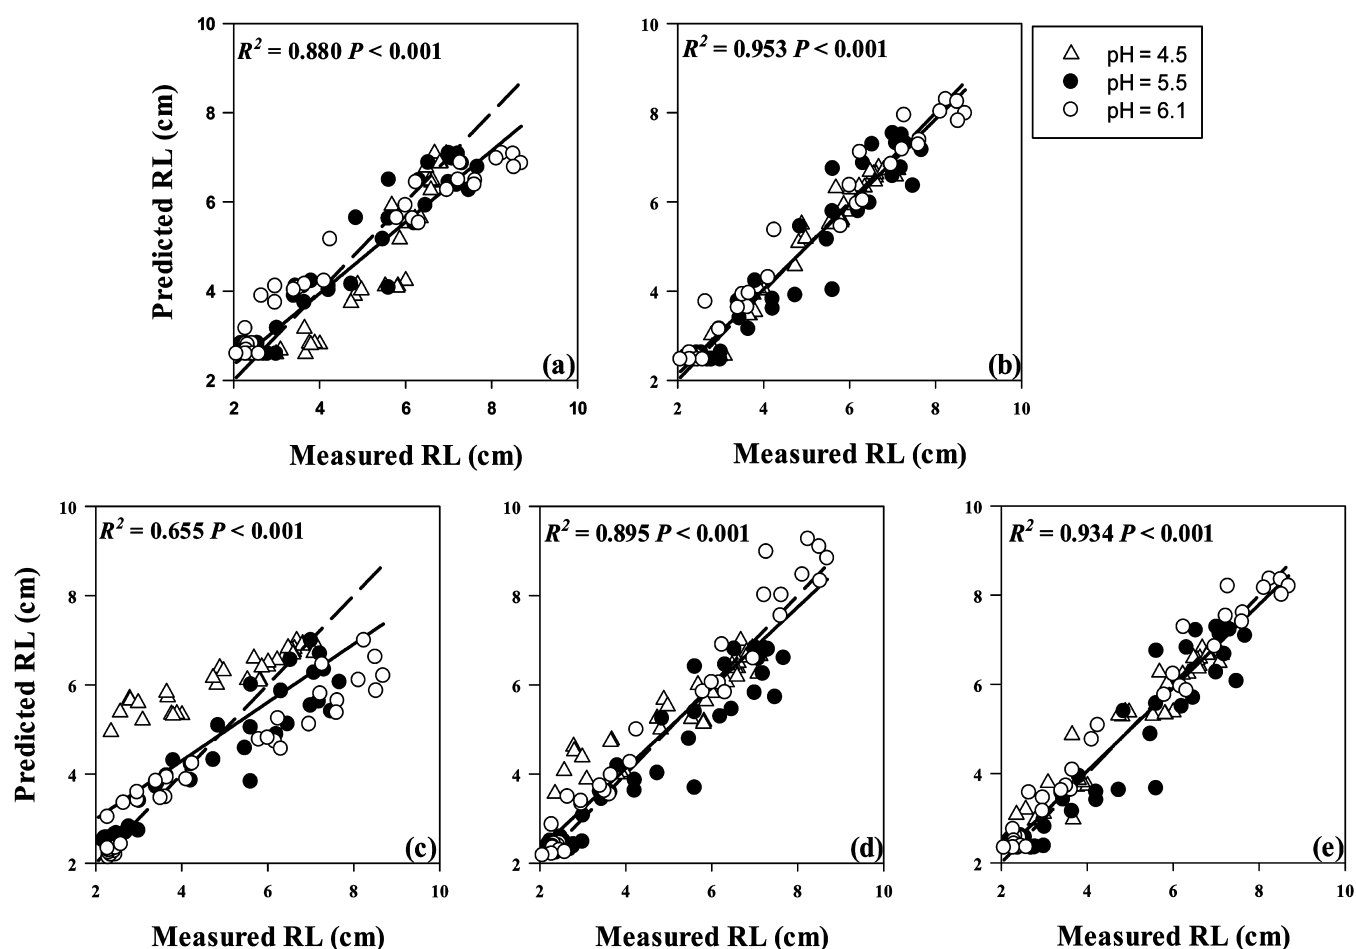 R² = 0.880 P < 0.001
10
8
6
4
2
2 4 6 8 10
Predicted RL (cm)
Measured RL (cm)
(a)
R² = 0.953 P < 0.001
10
8
6
4
2
2 4 6 8 10
Measured RL (cm)
(b)
pH = 4.5
pH = 5.5
pH = 6.1
R² = 0.655 P < 0.001
10
8
6
4
2
2 4 6 8 10
Predicted RL (cm)
Measured RL (cm)
(c)
R² = 0.895 P < 0.001
10
8
6
4
2
2 4 6 8 10
Measured RL (cm)
(d)
R² = 0.934 P < 0.001
10
8
6
4
2
2 4 6 8 10
Measured RL (cm)
(e)